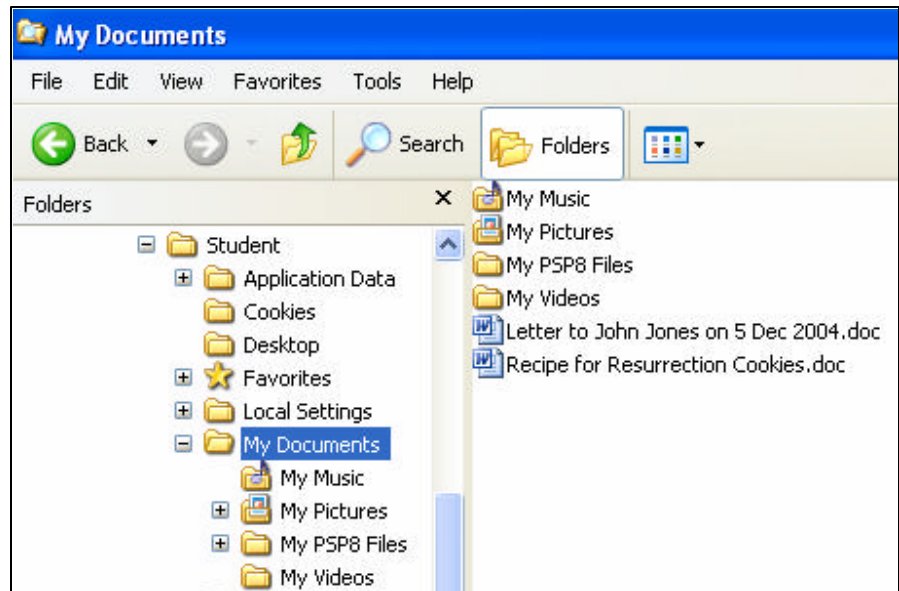 My Documents
File Edit View Favorites Tools Help
Back Search Folders
Folders
Student
Application Data
Cookies
Desktop
Favorites
Local Settings
My Documents
My Music
My Pictures
My PSP8 Files
My Videos
My Music
My Pictures
My PSP8 Files
My Videos
Letter to John Jones on 5 Dec 2004.doc
Recipe for Resurrection Cookies.doc